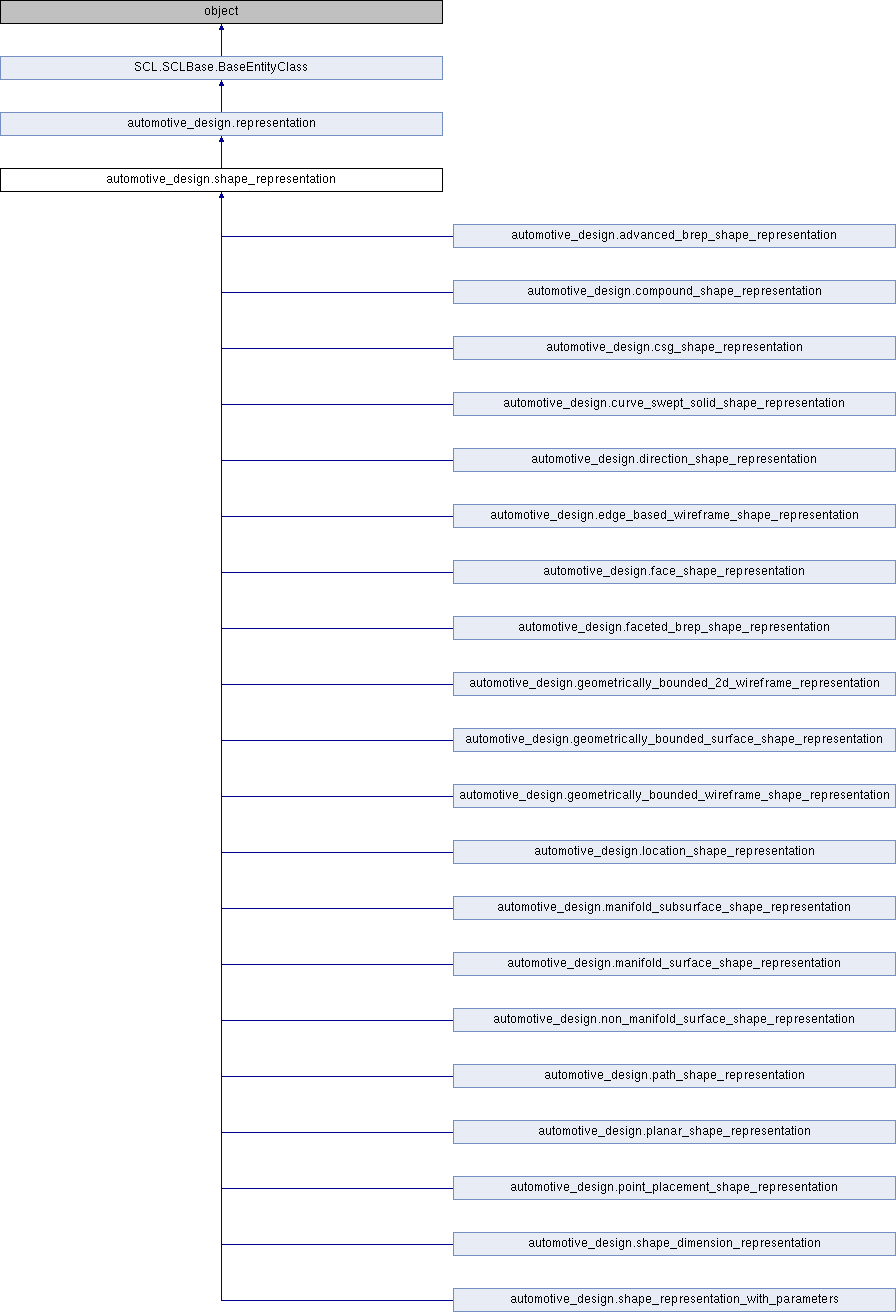 object
SCL.SCLBase.BaseEntityClass
automotive_design.representation
automotive_design.shape_representation
automotive_design.advanced_brep_shape_representation
automotive_design.compound_shape_representation
automotive_design.csg_shape_representation
automotive_design.curve_swept_solid_shape_representation
automotive_design.direction_shape_representation
automotive_design.edge_based_wireframe_shape_representation
automotive_design.face_shape_representation
automotive_design.faceted_brep_shape_representation
automotive_design.geometrically_bounded_2d_wireframe_representation
automotive_design.geometrically_bounded_surface_shape_representation
automotive_design.geometrically_bounded_wireframe_shape_representation
automotive_design.location_shape_representation
automotive_design.manifold_subsurface_shape_representation
automotive_design.manifold_surface_shape_representation
automotive_design.non_manifold_surface_shape_representation
automotive_design.path_shape_representation
automotive_design.planar_shape_representation
automotive_design.point_placement_shape_representation
automotive_design.shape_dimension_representation
automotive_design.shape_representation_with_parameters